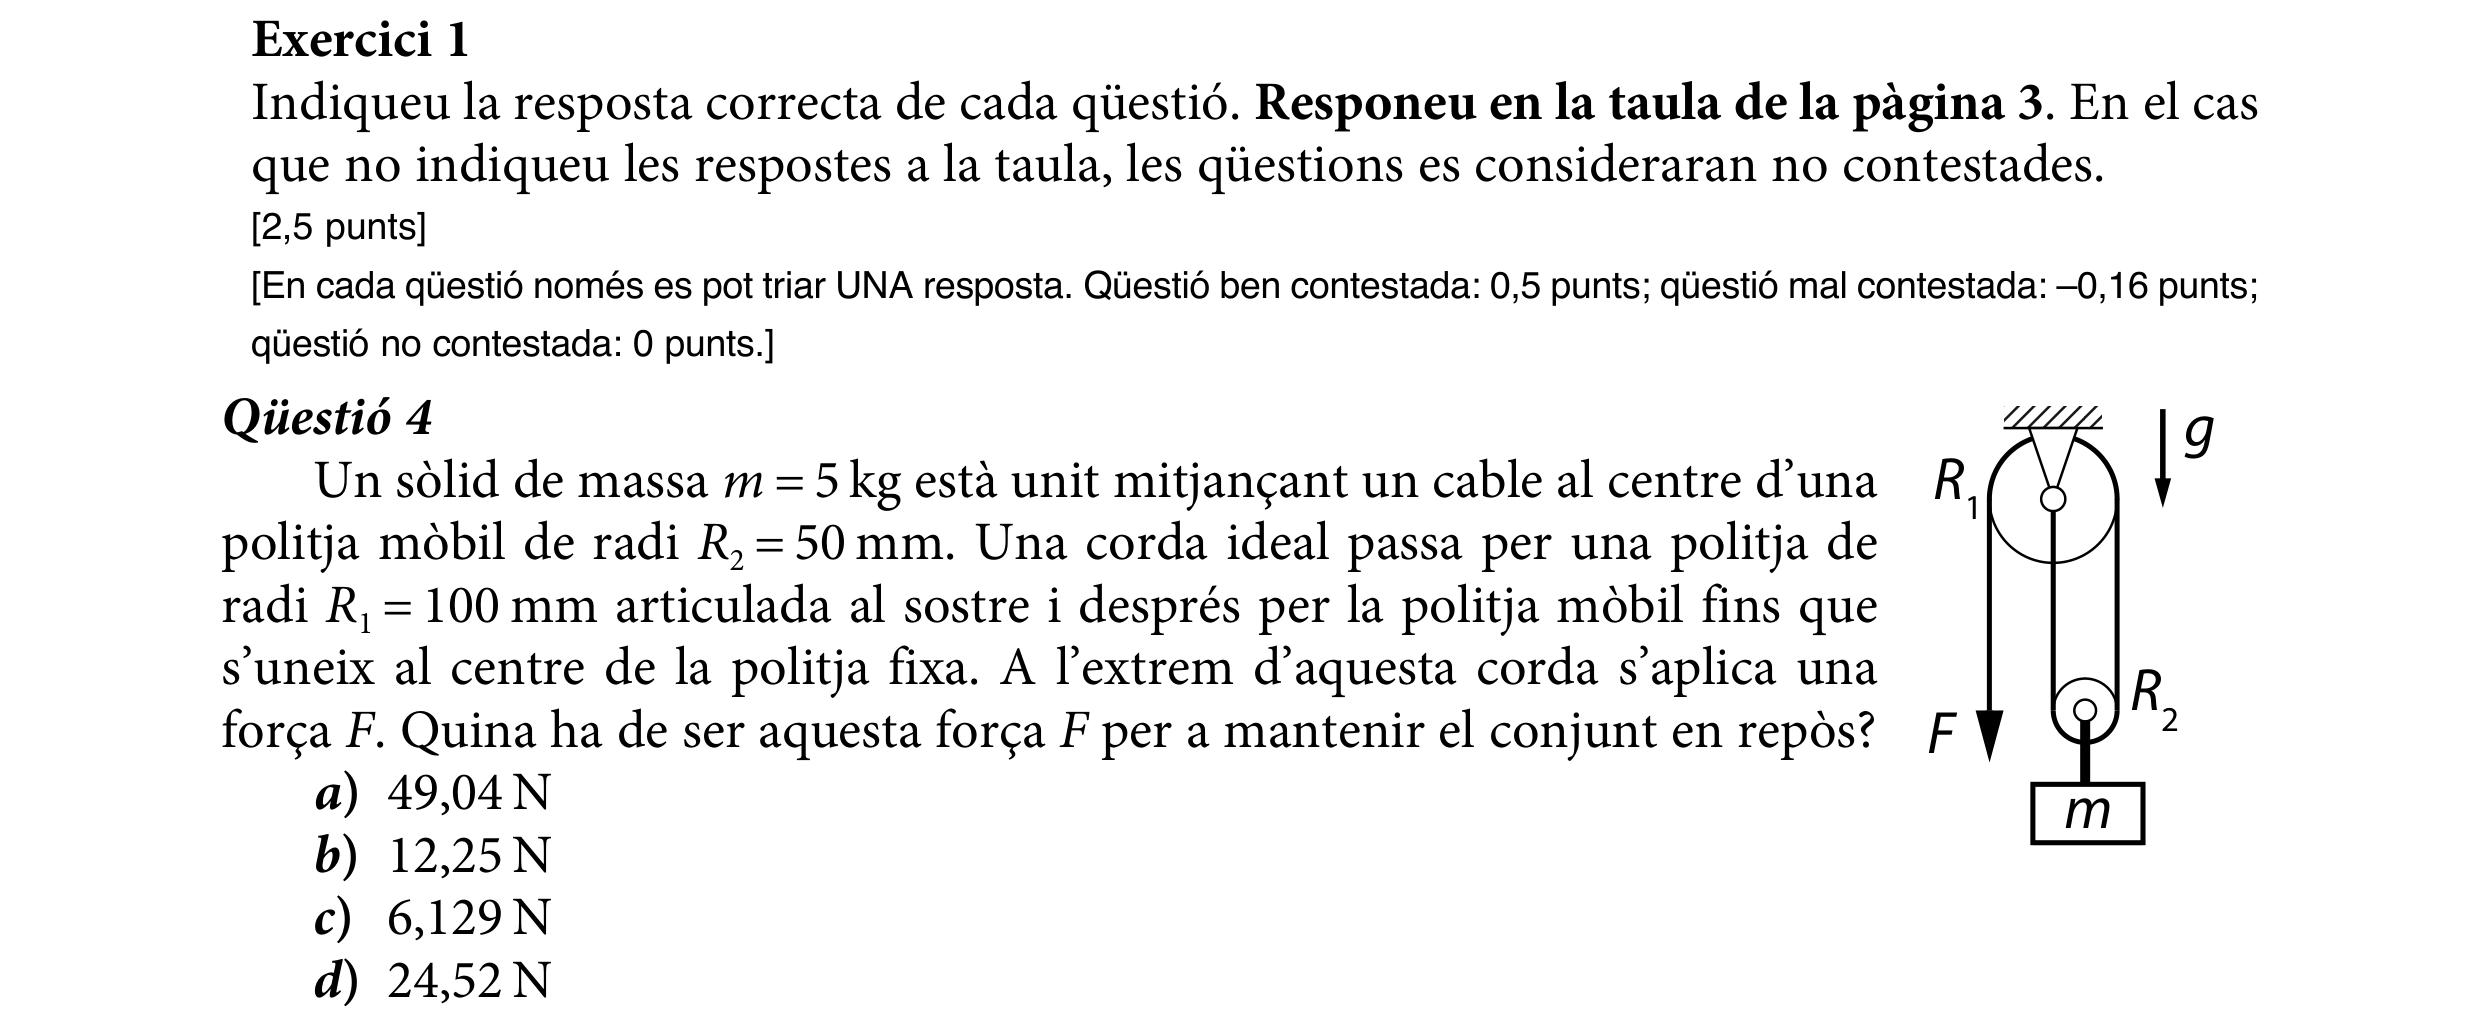 Exercici 1
Indiqueu la resposta correcta de cada qüestió. Responeu en la taula de la pàgina 3. En el cas
que no indiqueu les respostes a la taula, les qüestions es consideraran no contestades.
[2,5 punts]
[En cada qüestió només es pot triar UNA resposta. Qüestió ben contestada: 0,5 punts; qüestió mal contestada: –0,16 punts;
qüestió no contestada: 0 punts.]
Qüestió 4
Un sòlid de massa m = 5 kg està unit mitjançant un cable al centre d’una
politja mòbil de radi R₂ = 50 mm. Una corda ideal passa per una politja de
radi R₁ = 100 mm articulada al sostre i després per la politja mòbil fins que
s’uneix al centre de la politja fixa. A l’extrem d’aquesta corda s’aplica una
força F. Quina ha de ser aquesta força F per a mantenir el conjunt en repòs?
a) 49,04 N
b) 12,25 N
c) 6,129 N
d) 24,52 N
g
R₁
R₂
F
m